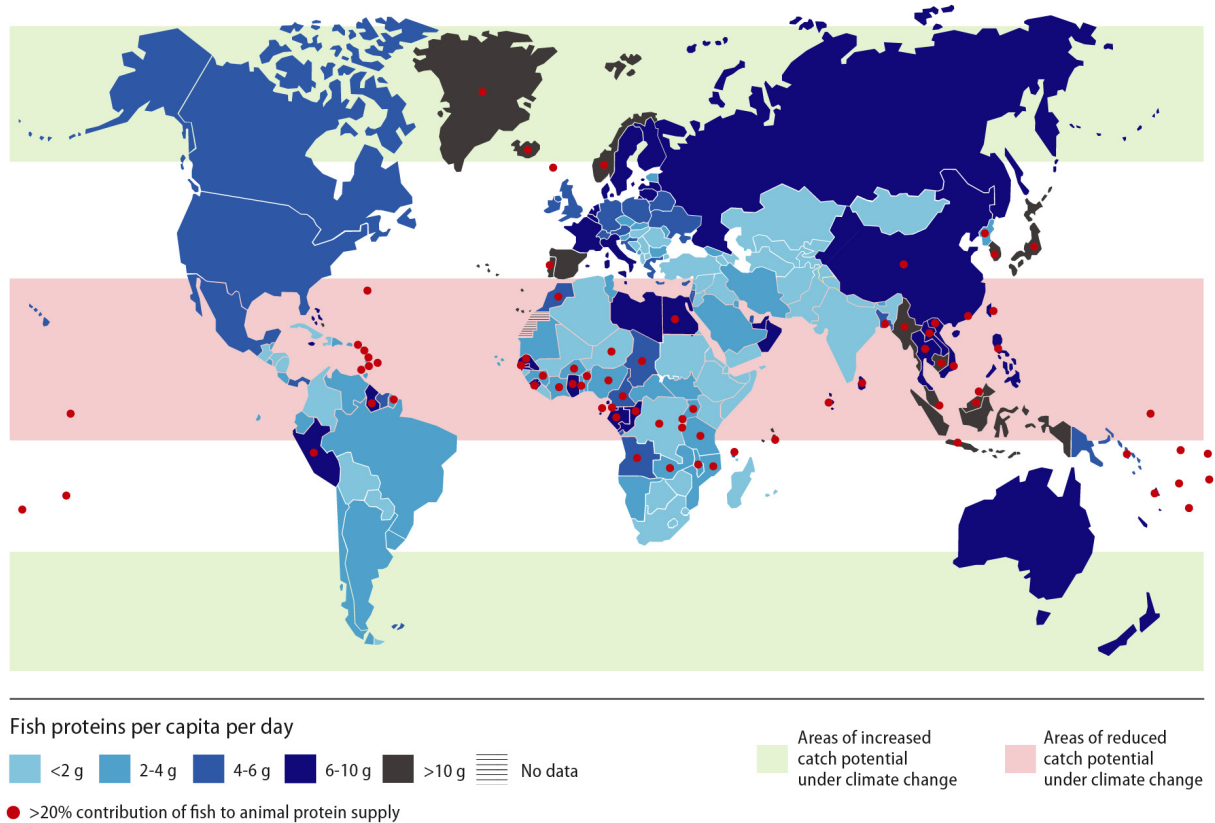 Fish proteins per capita per day
<2 g
2-4 g
4-6 g
6-10 g
>10 g
No data
>20% contribution of fish to animal protein supply
Areas of increased
catch potential
under climate change
Areas of reduced
catch potential
under climate change